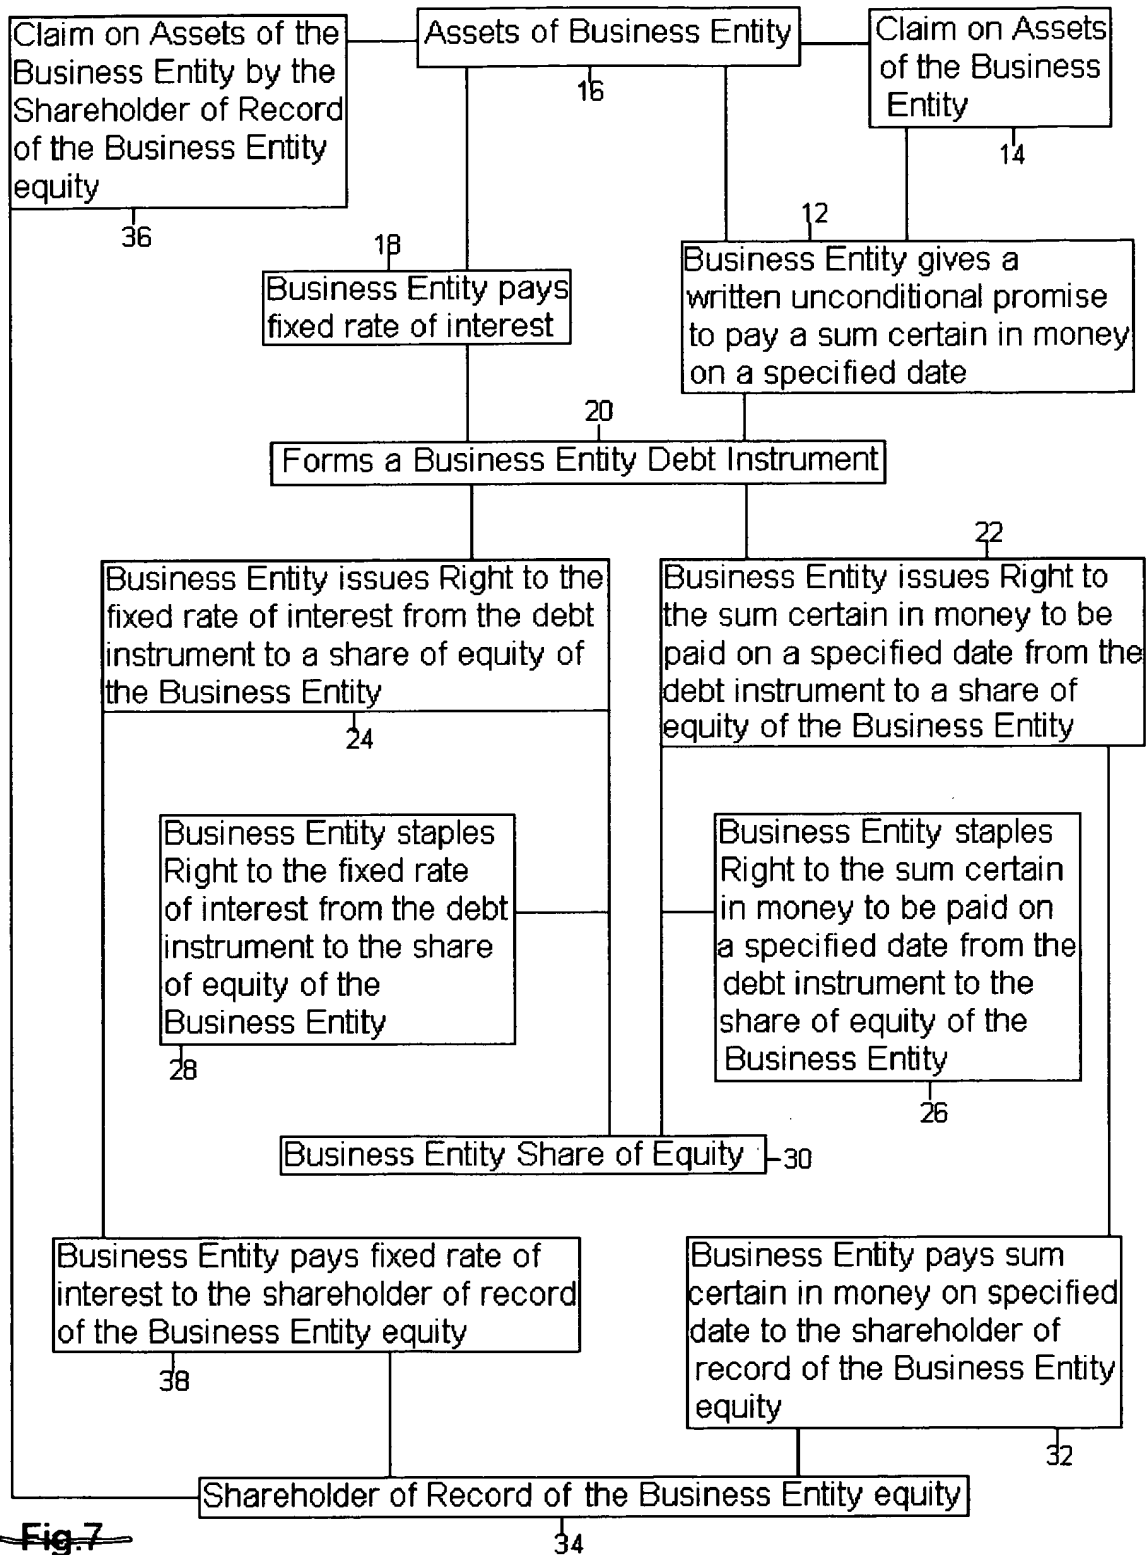 Claim on Assets of the
Business Entity by the
Shareholder of Record
of the Business Entity
equity
36
Assets of Business Entity
16
Claim on Assets
of the Business
Entity
14
18
Business Entity pays
fixed rate of interest
12
Business Entity gives a
written unconditional promise
to pay a sum certain in money
on a specified date
20
Forms a Business Entity Debt Instrument
Business Entity issues Right to the
fixed rate of interest from the debt
instrument to a share of equity of
the Business Entity
24
22
Business Entity issues Right to
the sum certain in money to be
paid on a specified date from the
debt instrument to a share of
equity of the Business Entity
Business Entity staples
Right to the fixed rate
of interest from the debt
instrument to the share
of equity of the
Business Entity
28
Business Entity staples
Right to the sum certain
in money to be paid on
a specified date from the
debt instrument to the
share of equity of the
Business Entity
26
Business Entity Share of Equity
30
Business Entity pays fixed rate of
interest to the shareholder of record
of the Business Entity equity
38
Business Entity pays sum
certain in money on specified
date to the shareholder of
record of the Business Entity
equity
32
Shareholder of Record of the Business Entity equity
34
Fig.7